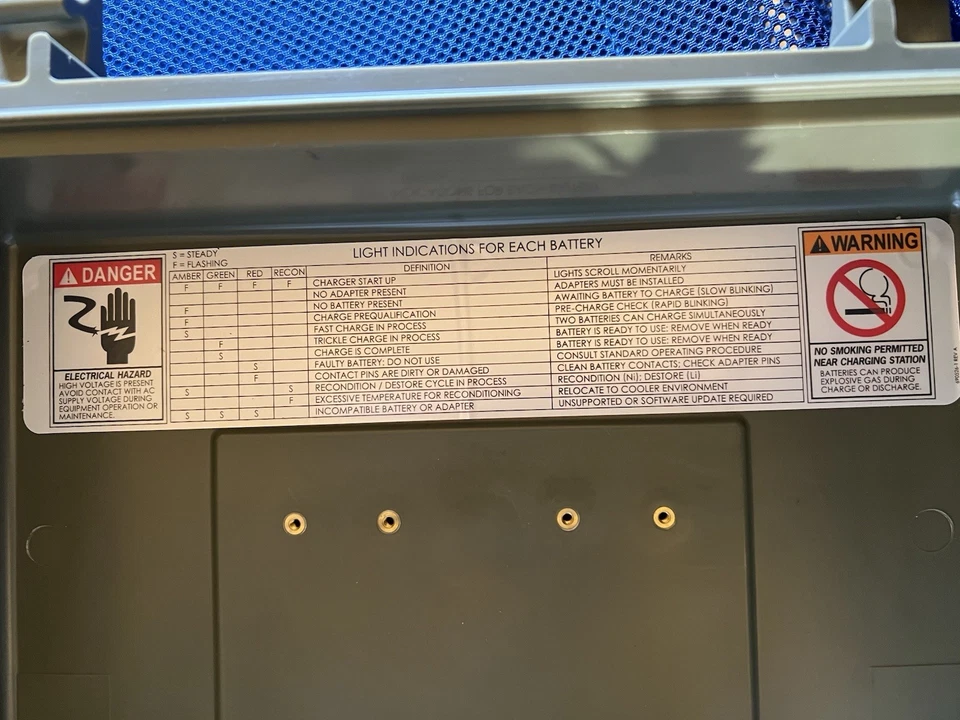 S = STEADY
F = FLASHING
LIGHT INDICATIONS FOR EACH BATTERY
AMBER GREEN RED RECON DEFINITION REMARKS
F F F F CHARGER START UP LIGHTS SCROLL MOMENTARILY
NO ADAPTER PRESENT ADAPTERS MUST BE INSTALLED
F NO BATTERY PRESENT AWAITING BATTERY TO CHARGE (SLOW BLINKING)
F CHARGE PREQUALIFICATION PRE-CHARGE CHECK (RAPID BLINKING)
S FAST CHARGE IN PROCESS TWO BATTERIES CAN CHARGE SIMULTANEOUSLY
F TRICKLE CHARGE IN PROCESS BATTERY IS READY TO USE: REMOVE WHEN READY
S CHARGE IS COMPLETE BATTERY IS READY TO USE: REMOVE WHEN READY
S FAULTY BATTERY: DO NOT USE CONSULT STANDARD OPERATING PROCEDURE
CONTACT PINS ARE DIRTY OR DAMAGED CLEAN BATTERY CONTACTS: CHECK ADAPTER PINS
S S RECONDITION / DESTORE CYCLE IN PROCESS RECONDITION (Ni); DESTORE (Li)
F EXCESSIVE TEMPERATURE FOR RECONDITIONING RELOCATE TO COOLER ENVIRONMENT
S S S INCOMPATIBLE BATTERY OR ADAPTER UNSUPPORTED OR SOFTWARE UPDATE REQUIRED
DANGER
ELECTRICAL HAZARD
HIGH VOLTAGE IS PRESENT
AVOID CONTACT WITH AC
SUPPLY VOLTAGE DURING
EQUIPMENT OPERATION OR
MAINTENANCE.
WARNING
NO SMOKING PERMITTED
NEAR CHARGING STATION
BATTERIES CAN PRODUCE
EXPLOSIVE GAS DURING
CHARGE OR DISCHARGE.